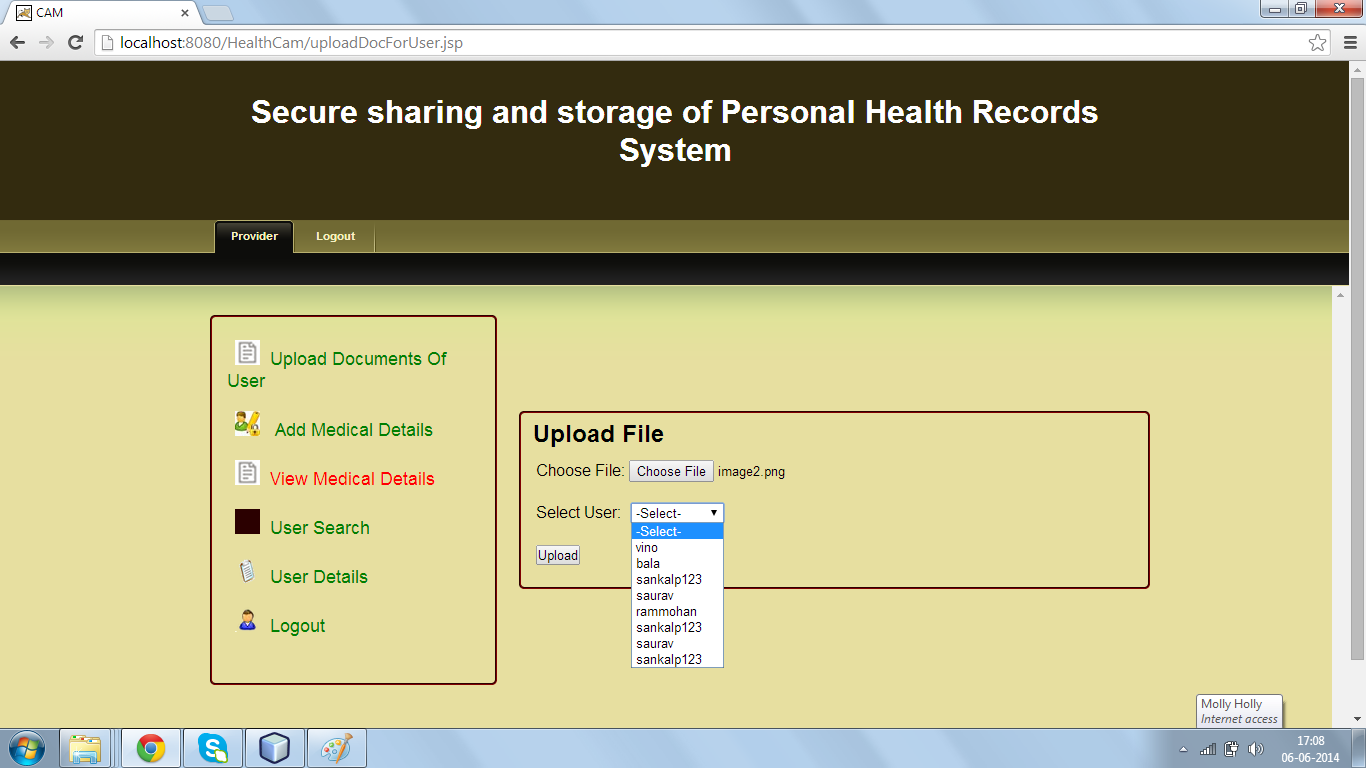 CAM
localhost:8080/HealthCam/uploadDocForUser.jsp
Secure sharing and storage of Personal Health Records
System
Provider
Logout
Upload Documents Of
User
Add Medical Details
View Medical Details
User Search
User Details
Logout
Upload File
Choose File: Choose File image2.png
Select User: -Select-
-Select-
vino
bala
sankalp123
saurav
rammohan
sankalp123
saurav
sankalp123
Upload
Molly Holly
Internet access
17:08
06-06-2014